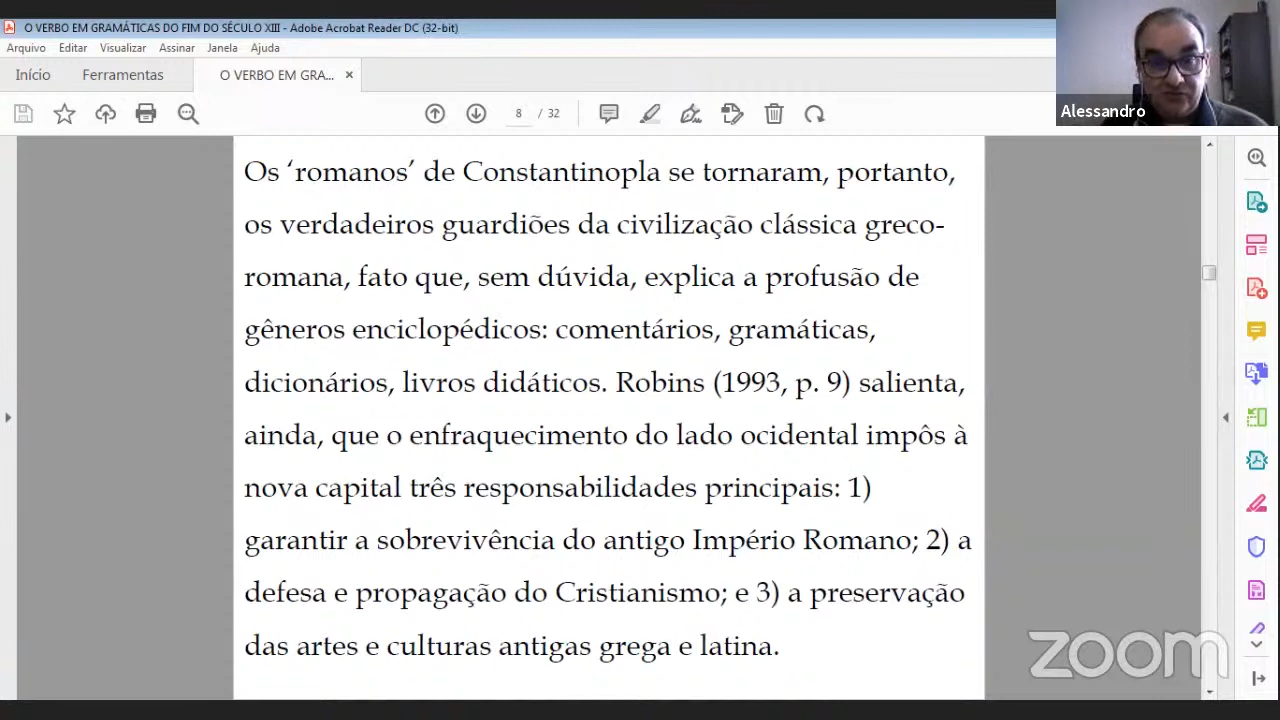 O VERBO EM GRAMÁTICAS DO FIM DO SÉCULO XIII - Adobe Acrobat Reader DC (32-bit)
Arquivo Editar Visualizar Assinar Janela Ajuda
Início Ferramentas O VERBO EM GRA... ×
8 / 32
Alessandro
Os ‘romanos’ de Constantinopla se tornaram, portanto,
os verdadeiros guardiões da civilização clássica greco-
romana, fato que, sem dúvida, explica a profusão de
gêneros enciclopédicos: comentários, gramáticas,
dicionários, livros didáticos. Robins (1993, p. 9) salienta,
ainda, que o enfraquecimento do lado ocidental impôs à
nova capital três responsabilidades principais: 1)
garantir a sobrevivência do antigo Império Romano; 2) a
defesa e propagação do Cristianismo; e 3) a preservação
das artes e culturas antigas grega e latina.
zoom